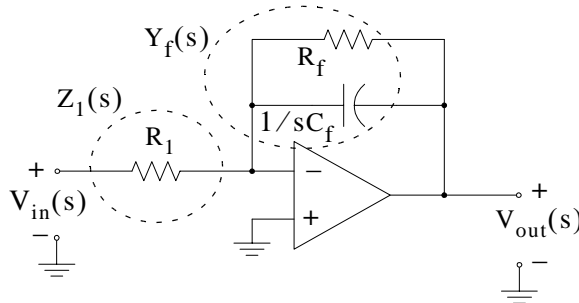 Y_f(s)
R_f
Z_1(s)
1/sC_f
R_1
+
−
V_in(s)
+
+
−
V_out(s)
−